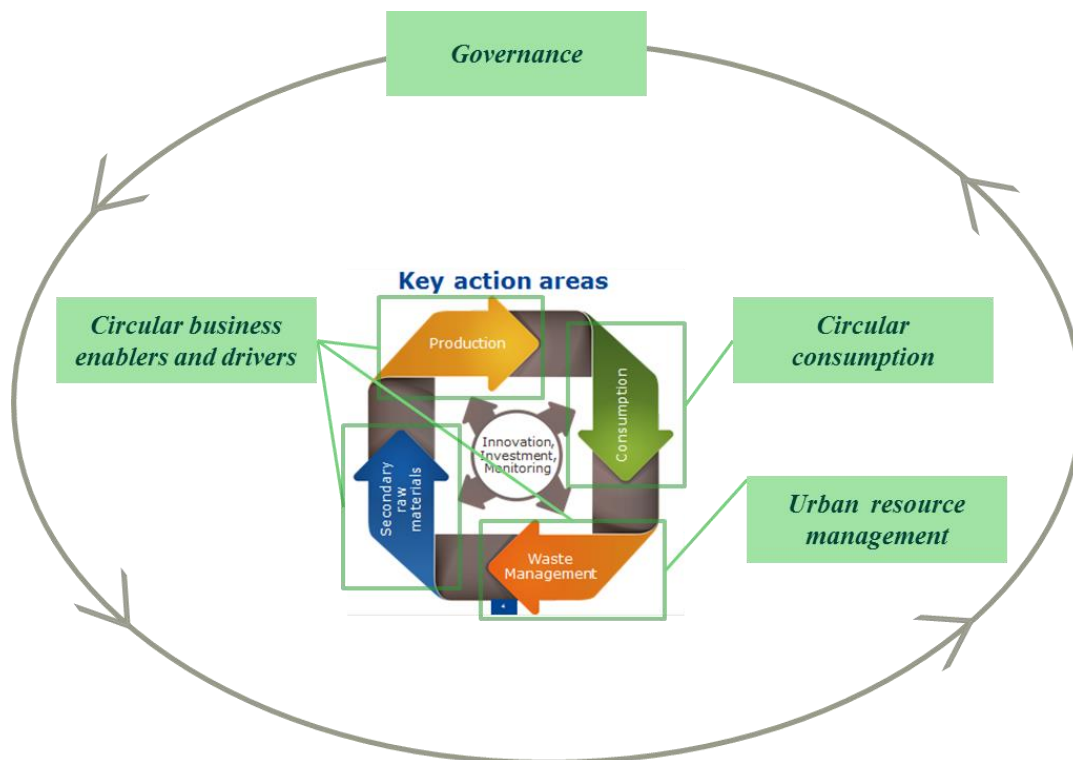 Governance
Key action areas
Circular business
enablers and drivers
Production
Circular
consumption
Consumption
Innovation,
Investment,
Monitoring
Secondary
raw
materials
Urban resource
management
Waste
Management
4